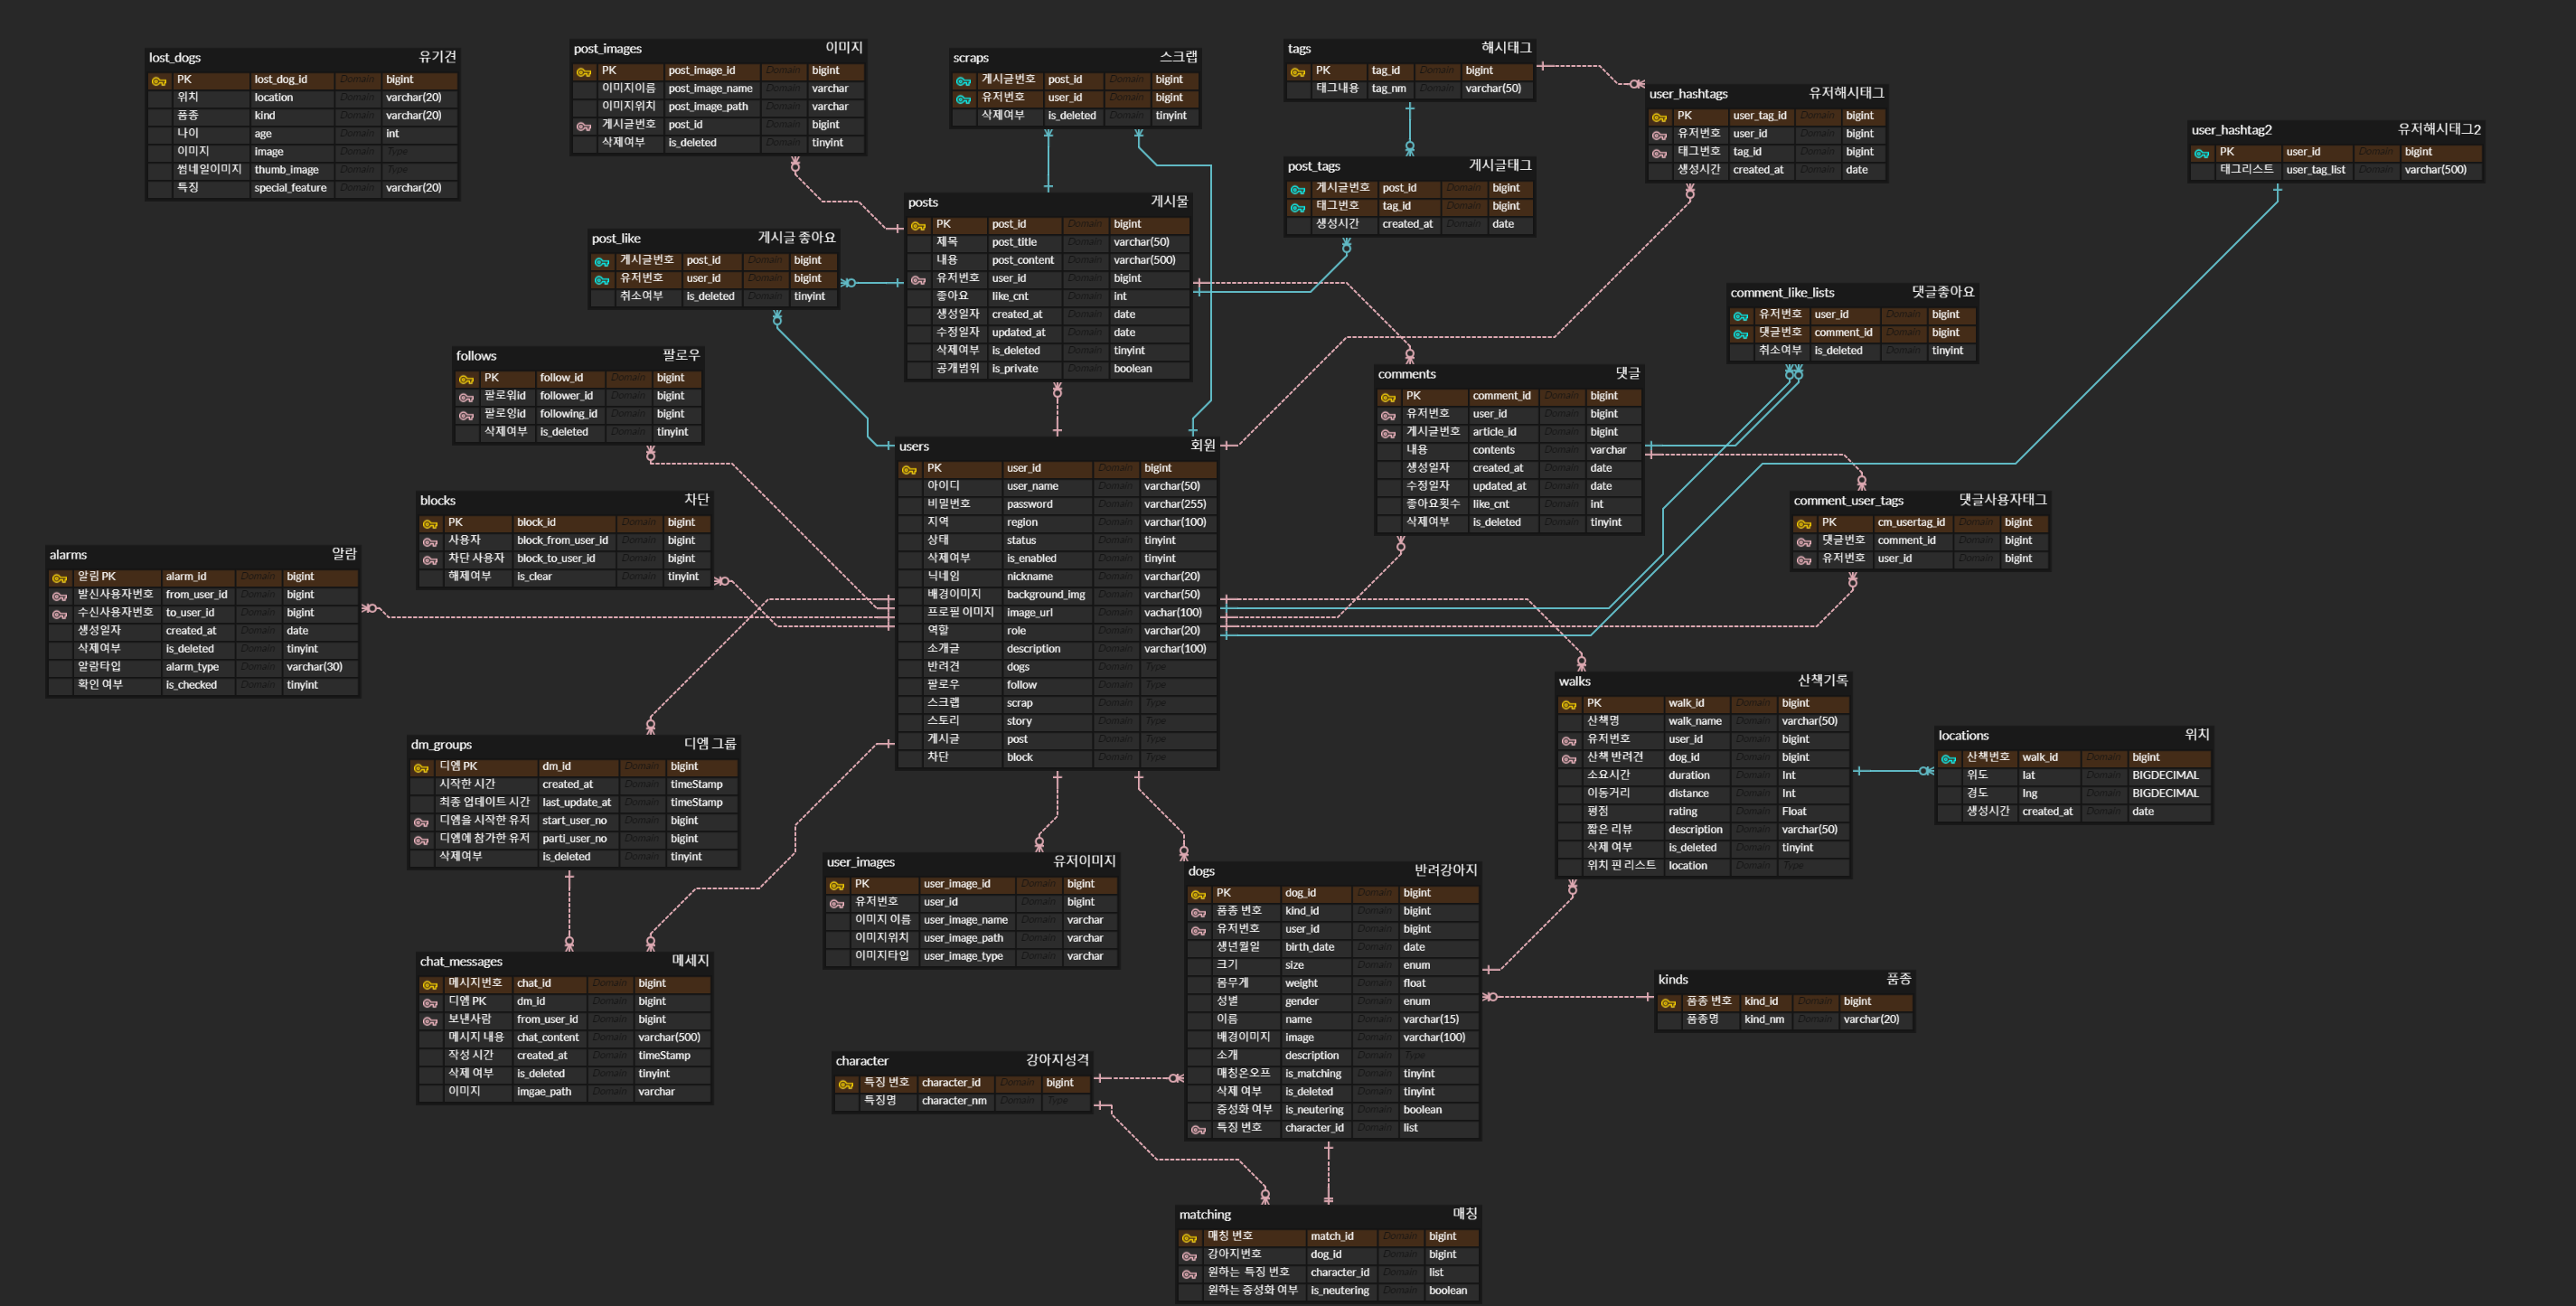 lost_dogs 유기견
PK lost_dog_id Domain bigint
위치 location Domain varchar(20)
품종 kind Domain varchar(20)
나이 age Domain int
이미지 image Domain Type
썸네일이미지 thumb_image Domain Type
특징 special_feature Domain varchar(20)
post_images 이미지
PK post_image_id Domain bigint
이미지이름 post_image_name Domain varchar
이미지위치 post_image_path Domain varchar
게시글번호 post_id Domain bigint
삭제여부 is_deleted Domain tinyint
scraps 스크랩
게시글번호 post_id Domain bigint
유저번호 user_id Domain bigint
삭제여부 is_deleted Domain tinyint
tags 해시태그
PK tag_id Domain bigint
태그내용 tag_nm Domain varchar(50)
user_hashtags 유저해시태그
PK user_tag_id Domain bigint
유저번호 user_id Domain bigint
태그번호 tag_id Domain bigint
생성시간 created_at Domain date
user_hashtag2 유저해시태그2
PK user_id Domain bigint
태그리스트 user_tag_list Domain varchar(500)
post_tags 게시글태그
게시글번호 post_id Domain bigint
태그번호 tag_id Domain bigint
생성시간 created_at Domain date
posts 게시물
PK post_id Domain bigint
제목 post_title Domain varchar(50)
내용 post_content Domain varchar(500)
유저번호 user_id Domain bigint
좋아요 like_cnt Domain int
생성일자 created_at Domain date
수정일자 updated_at Domain date
삭제여부 is_deleted Domain tinyint
공개범위 is_private Domain boolean
post_like 게시글 좋아요
게시글번호 post_id Domain bigint
유저번호 user_id Domain bigint
취소여부 is_deleted Domain tinyint
comment_like_lists 댓글좋아요
유저번호 user_id Domain bigint
댓글번호 comment_id Domain bigint
취소여부 is_deleted Domain tinyint
follows 팔로우
PK follow_id Domain bigint
팔로워id follower_id Domain bigint
팔로잉id following_id Domain bigint
삭제여부 is_deleted Domain tinyint
comments 댓글
PK comment_id Domain bigint
유저번호 user_id Domain bigint
게시글번호 article_id Domain bigint
내용 contents Domain varchar
생성일자 created_at Domain date
수정일자 updated_at Domain date
좋아요횟수 like_cnt Domain int
삭제여부 is_deleted Domain tinyint
users 회원
PK user_id Domain bigint
아이디 user_name Domain varchar(50)
비밀번호 password Domain varchar(255)
지역 region Domain varchar(100)
상태 status Domain tinyint
삭제여부 is_enabled Domain tinyint
닉네임 nickname Domain varchar(20)
배경이미지 background_img Domain varchar(50)
프로필 이미지 image_url Domain vachar(100)
역할 role Domain varchar(20)
소개글 description Domain varchar(100)
반려견 dogs Domain Type
팔로우 follow Domain Type
스크랩 scrap Domain Type
스토리 story Domain Type
게시글 post Domain Type
차단 block Domain Type
blocks 차단
PK block_id Domain bigint
사용자 block_from_user_id Domain bigint
차단 사용자 block_to_user_id Domain bigint
해제여부 is_clear Domain tinyint
comment_user_tags 댓글사용자태그
PK cm_usertag_id Domain bigint
댓글번호 comment_id Domain bigint
유저번호 user_id Domain bigint
alarms 알람
알림 PK alarm_id Domain bigint
발신사용자번호 from_user_id Domain bigint
수신사용자번호 to_user_id Domain bigint
생성일자 created_at Domain date
삭제여부 is_deleted Domain tinyint
알람타입 alarm_type Domain varchar(30)
확인 여부 is_checked Domain tinyint
walks 산책기록
PK walk_id Domain bigint
산책명 walk_name Domain varchar(50)
유저번호 user_id Domain bigint
산책 반려견 dog_id Domain bigint
소요시간 duration Domain Int
이동거리 distance Domain Int
평점 rating Domain Float
짧은 리뷰 description Domain varchar(50)
삭제 여부 is_deleted Domain tinyint
위치 핀 리스트 location Domain Type
locations 위치
산책번호 walk_id Domain bigint
위도 lat Domain BIGDECIMAL
경도 lng Domain BIGDECIMAL
생성시간 created_at Domain date
dm_groups 디엠 그룹
디엠 PK dm_id Domain bigint
시작한 시간 created_at Domain timeStamp
최종 업데이트 시간 last_update_at Domain timeStamp
디엠을 시작한 유저 start_user_no Domain bigint
디엠에 참가한 유저 parti_user_no Domain bigint
삭제여부 is_deleted Domain tinyint
user_images 유저이미지
PK user_image_id Domain bigint
유저번호 user_id Domain bigint
이미지 이름 user_image_name Domain varchar
이미지위치 user_image_path Domain varchar
이미지타입 user_image_type Domain varchar
dogs 반려강아지
PK dog_id Domain bigint
품종 번호 kind_id Domain bigint
유저번호 user_id Domain bigint
생년월일 birth_date Domain date
크기 size Domain enum
몸무게 weight Domain float
성별 gender Domain enum
이름 name Domain varchar(15)
배경이미지 image Domain varchar(100)
소개 description Domain Type
매칭온오프 is_matching Domain tinyint
삭제 여부 is_deleted Domain tinyint
중성화 여부 is_neutering Domain boolean
특징 번호 character_id Domain list
chat_messages 메세지
메시지번호 chat_id Domain bigint
디엠 PK dm_id Domain bigint
보낸사람 from_user_id Domain bigint
메시지 내용 chat_content Domain varchar(500)
작성 시간 created_at Domain timeStamp
삭제 여부 is_deleted Domain tinyint
이미지 imgae_path Domain varchar
kinds 품종
품종 번호 kind_id Domain bigint
품종명 kind_nm Domain varchar(20)
character 강아지성격
특징 번호 character_id Domain bigint
특징명 character_nm Domain Type
matching 매칭
매칭 번호 match_id Domain bigint
강아지번호 dog_id Domain bigint
원하는 특징 번호 character_id Domain list
원하는 중성화 여부 is_neutering Domain boolean